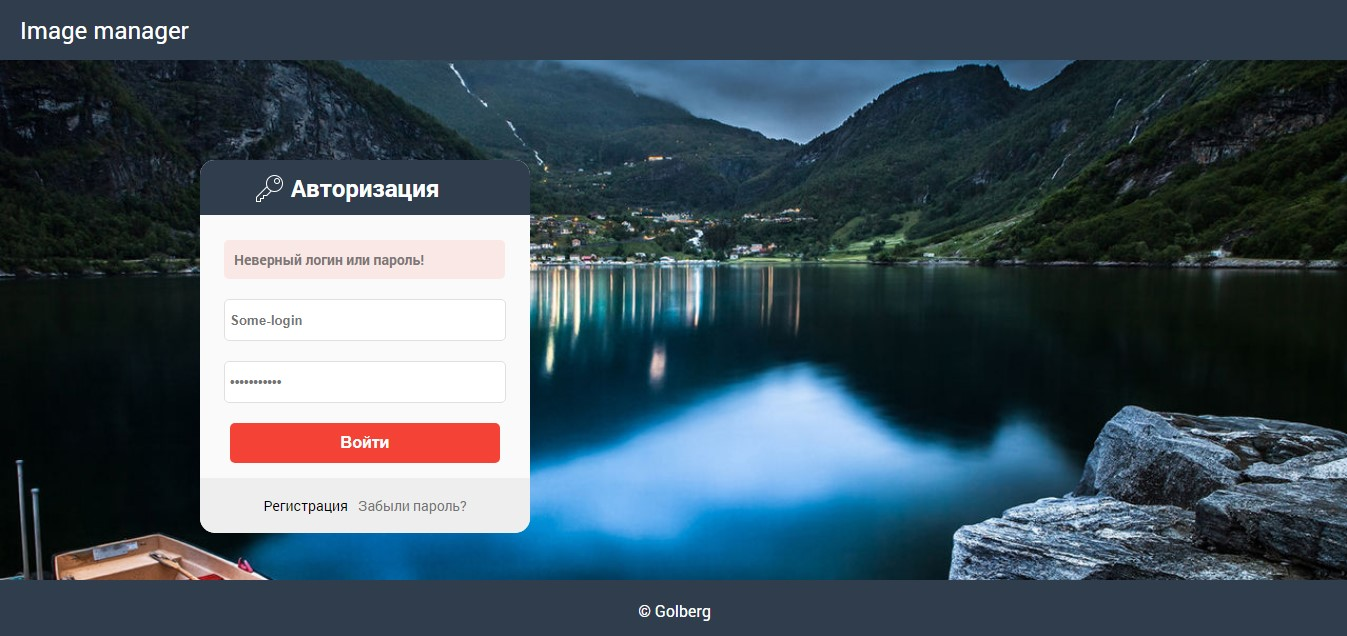 Image manager
Авторизация
Неверный логин или пароль!
Some-login
•••••••••••
Войти
Регистрация Забыли пароль?
© Golberg